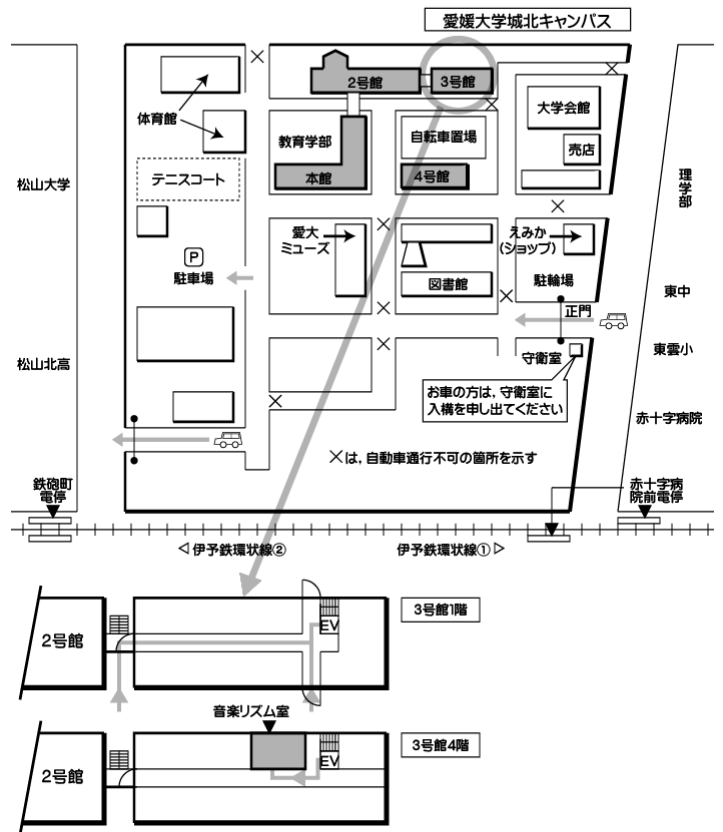 愛媛大学城北キャンパス
2号館
3号館
体育館
大学会館
教育学部
自転車置場
売店
本館
4号館
松山大学
テニスコート
理学部
愛大
ミューズ
えみか
(ショップ)
P
駐車場
図書館
駐輪場
東中
正門
松山北高
守衛室
東雲小
お車の方は,守衛室に
入構を申し出てください
赤十字病院
×は,自動車通行不可の箇所を示す
鉄砲町
電停
赤十字病
院前電停
◁伊予鉄環状線②
伊予鉄環状線①▷
3号館1階
2号館
EV
音楽リズム室
3号館4階
2号館
EV